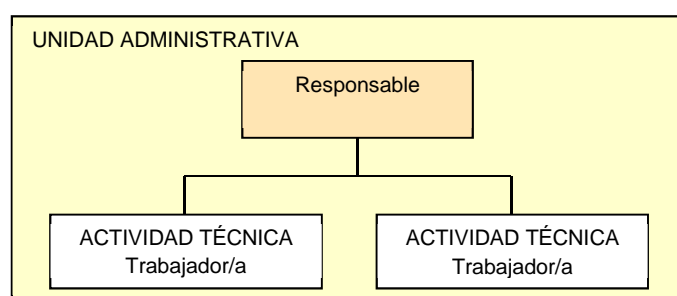 UNIDAD ADMINISTRATIVA
Responsable
ACTIVIDAD TÉCNICA
Trabajador/a
ACTIVIDAD TÉCNICA
Trabajador/a